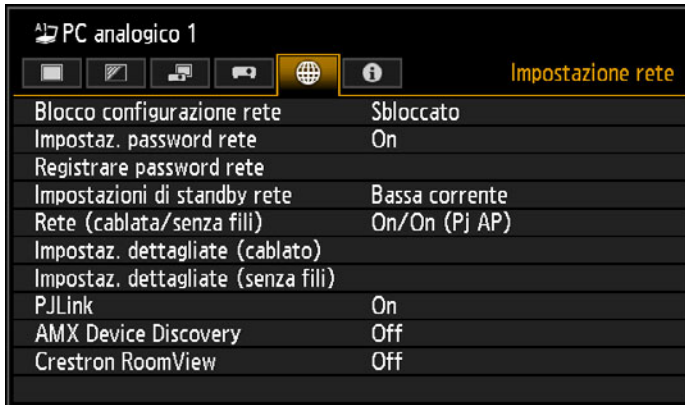 PC analogico 1
Impostazione rete
Blocco configurazione rete Sbloccato
Impostaz. password rete On
Registrare password rete
Impostazioni di standby rete Bassa corrente
Rete (cablata/senza fili) On/On (Pj AP)
Impostaz. dettagliate (cablato)
Impostaz. dettagliate (senza fili)
PJLink On
AMX Device Discovery Off
Crestron RoomView Off